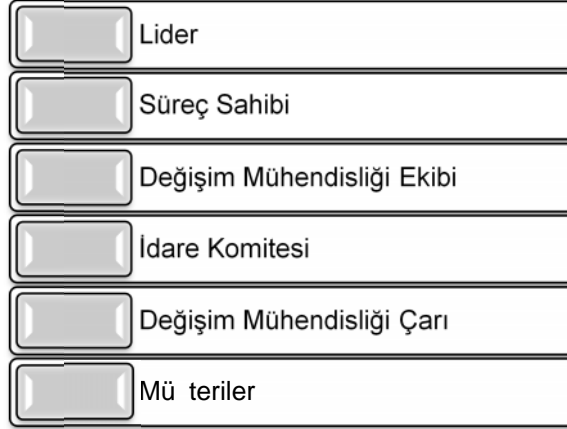 Lider
Süreç Sahibi
Değişim Mühendisliği Ekibi
İdare Komitesi
Değişim Mühendisliği Çarı
Mü teriler